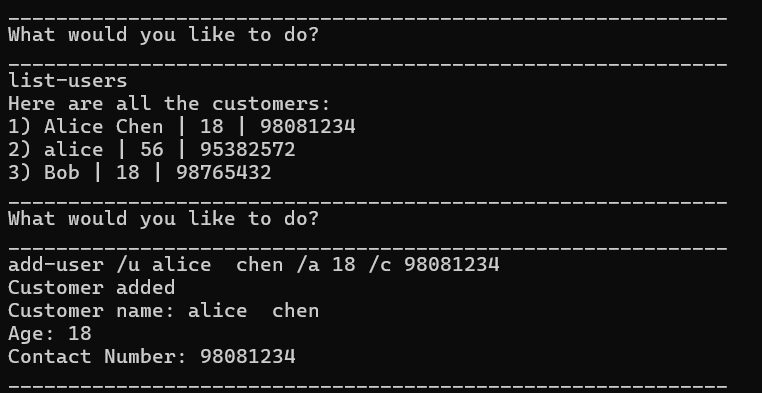 ____________________________________________________________
What would you like to do?
____________________________________________________________
list-users
Here are all the customers:
1) Alice Chen | 18 | 98081234
2) alice | 56 | 95382572
3) Bob | 18 | 98765432
____________________________________________________________
What would you like to do?
____________________________________________________________
add-user /u alice  chen /a 18 /c 98081234
Customer added
Customer name: alice  chen
Age: 18
Contact Number: 98081234
____________________________________________________________